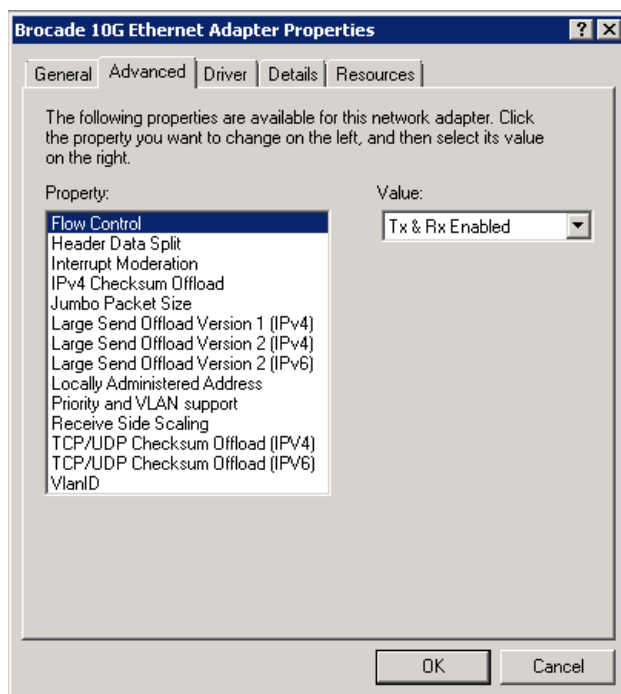 Brocade 10G Ethernet Adapter Properties
General Advanced Driver Details Resources
The following properties are available for this network adapter. Click
the property you want to change on the left, and then select its value
on the right.
Property:
Value:
Flow Control
Tx & Rx Enabled
Header Data Split
Interrupt Moderation
IPv4 Checksum Offload
Jumbo Packet Size
Large Send Offload Version 1 (IPv4)
Large Send Offload Version 2 (IPv4)
Large Send Offload Version 2 (IPv6)
Locally Administered Address
Priority and VLAN support
Receive Side Scaling
TCP/UDP Checksum Offload (IPV4)
TCP/UDP Checksum Offload (IPV6)
VlanID
OK
Cancel